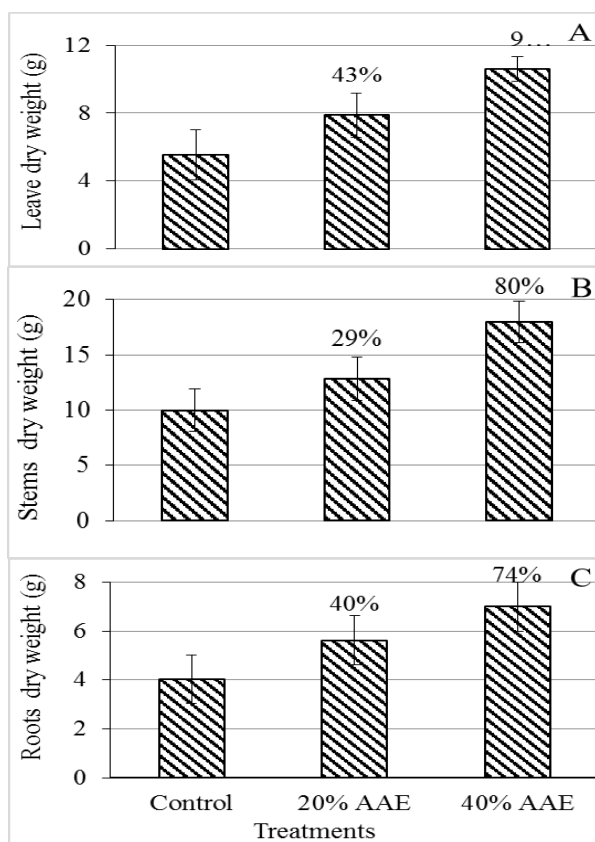 Leave dry weight (g)
12
8
4
0
43%
9…
A
Stems dry weight (g)
20
15
10
5
0
29%
80%
B
Roots dry weight (g)
8
6
4
2
0
40%
74%
C
Control 20% AAE 40% AAE
Treatments